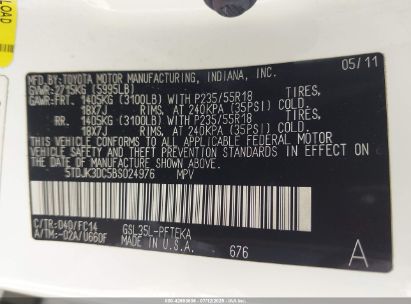 LOAD
MFD. BY: TOYOTA MOTOR MANUFACTURING, INDIANA, INC.
GVWR: 2715KG (5995LB) 05/11
GAWR: FRT. 1405KG (3100LB) WITH P235/55R18 TIRES,
18X7J RIMS, AT 240KPA (35PSI) COLD.
RR. 1405KG (3100LB) WITH P235/55R18 TIRES,
18X7J RIMS, AT 240KPA (35PSI) COLD.
THIS VEHICLE CONFORMS TO ALL APPLICABLE FEDERAL MOTOR
VEHICLE SAFETY STANDARDS IN EFFECT ON THE DATE OF
MANUFACTURE SHOWN ABOVE.
5TDJK3DC5BS024976 MPV
C/TR:040/FC14 GSL35L-PFTEKA
A/TM:-02A/U660F MADE IN U.S.A. 676
A